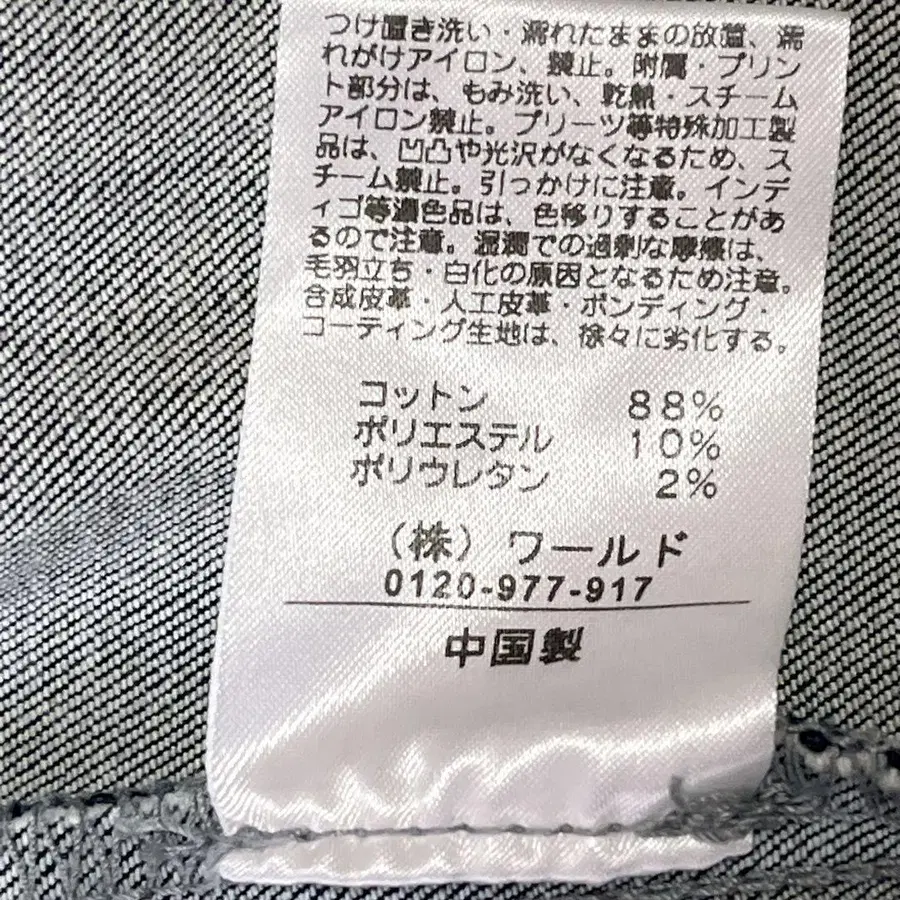 つけ置き洗い・濡れたままの放置、濡
れがけアイロン、禁止。附属・プリン
ト部分は、もみ洗い、乾熱・スチーム
アイロン禁止。プリーツ等特殊加工製
品は、凹凸や光沢がなくなるため、ス
チーム禁止。引っかけに注意。インデ
ィゴ等濃色品は、色移りすることがあ
るので注意。湿潤での過剰な摩擦は、
毛羽立ち・白化の原因となるため注意。
合成皮革・人工皮革・ボンディング・
コーティング生地は、徐々に劣化する。
コットン 88%
ポリエステル 10%
ポリウレタン 2%
（株）ワールド
0120-977-917
中国製